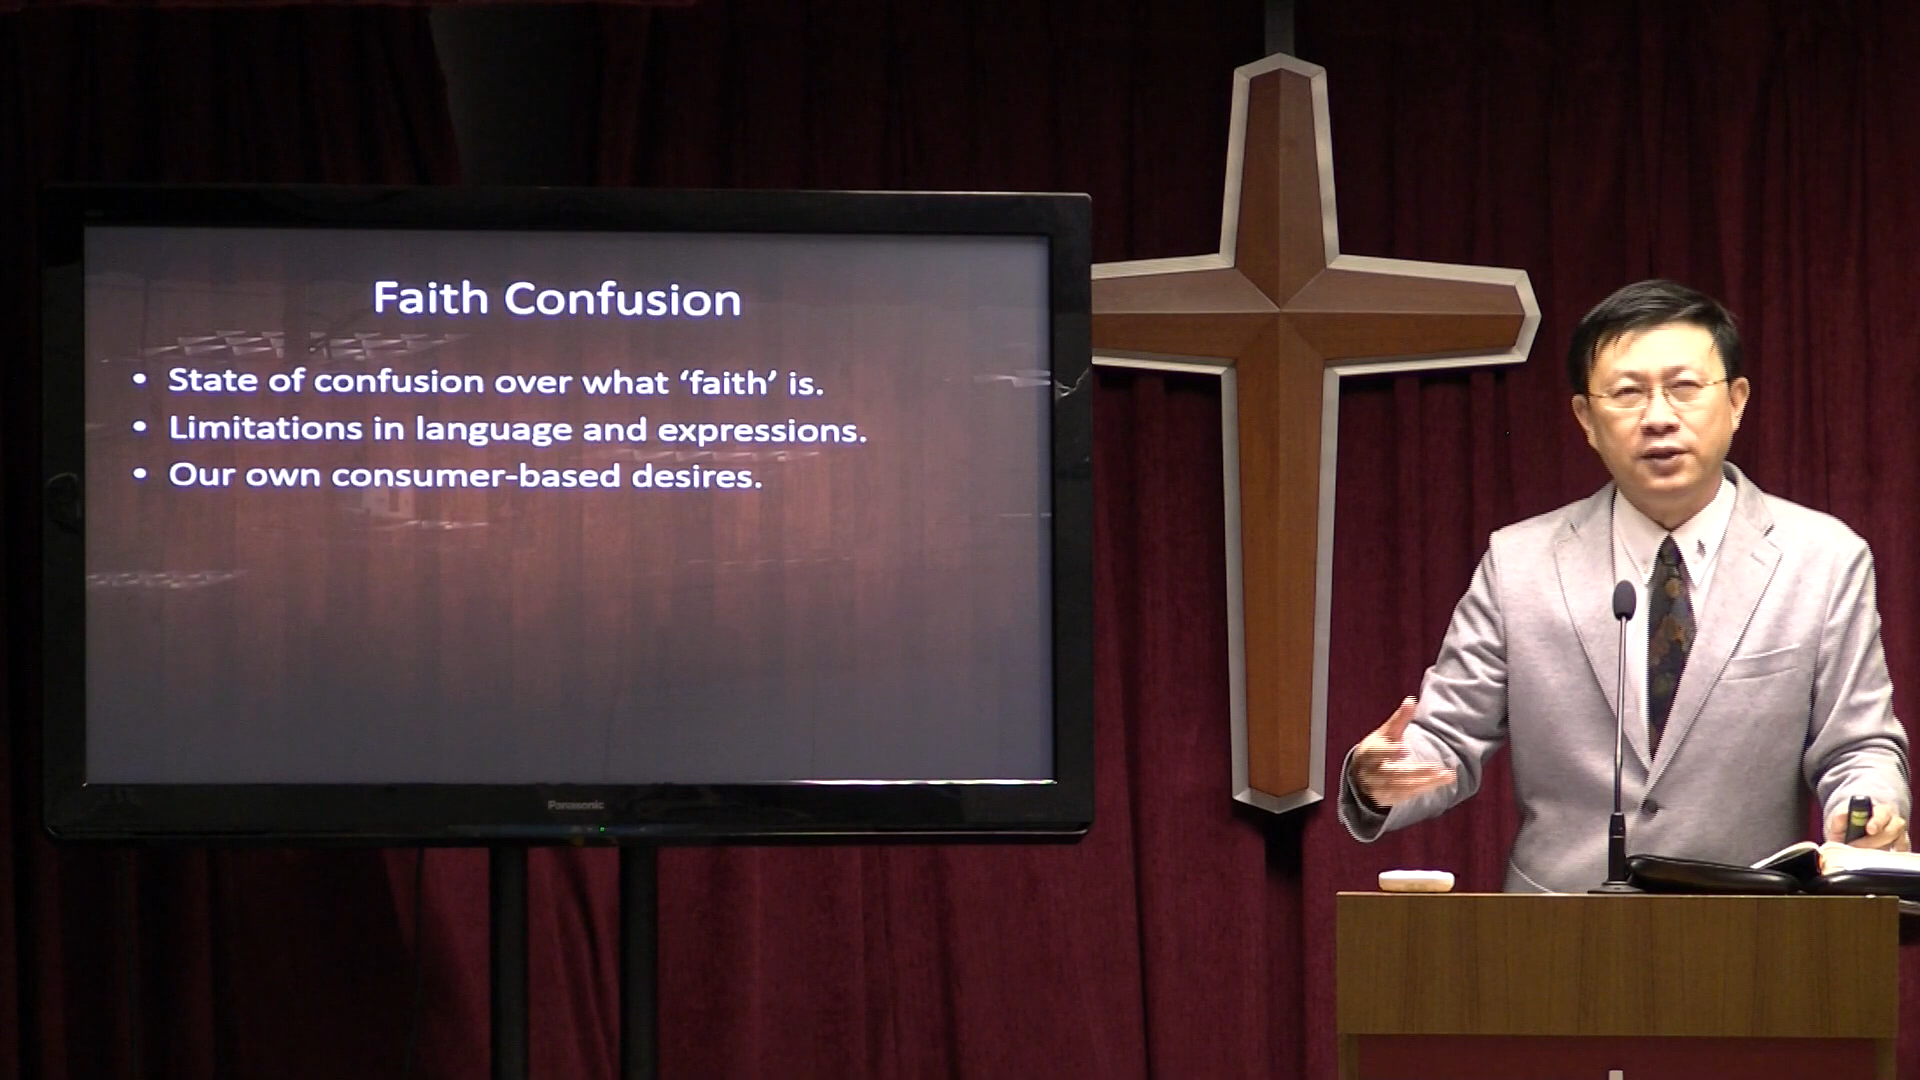 Faith Confusion
• State of confusion over what ‘faith’ is.
• Limitations in language and expressions.
• Our own consumer-based desires.
Panasonic